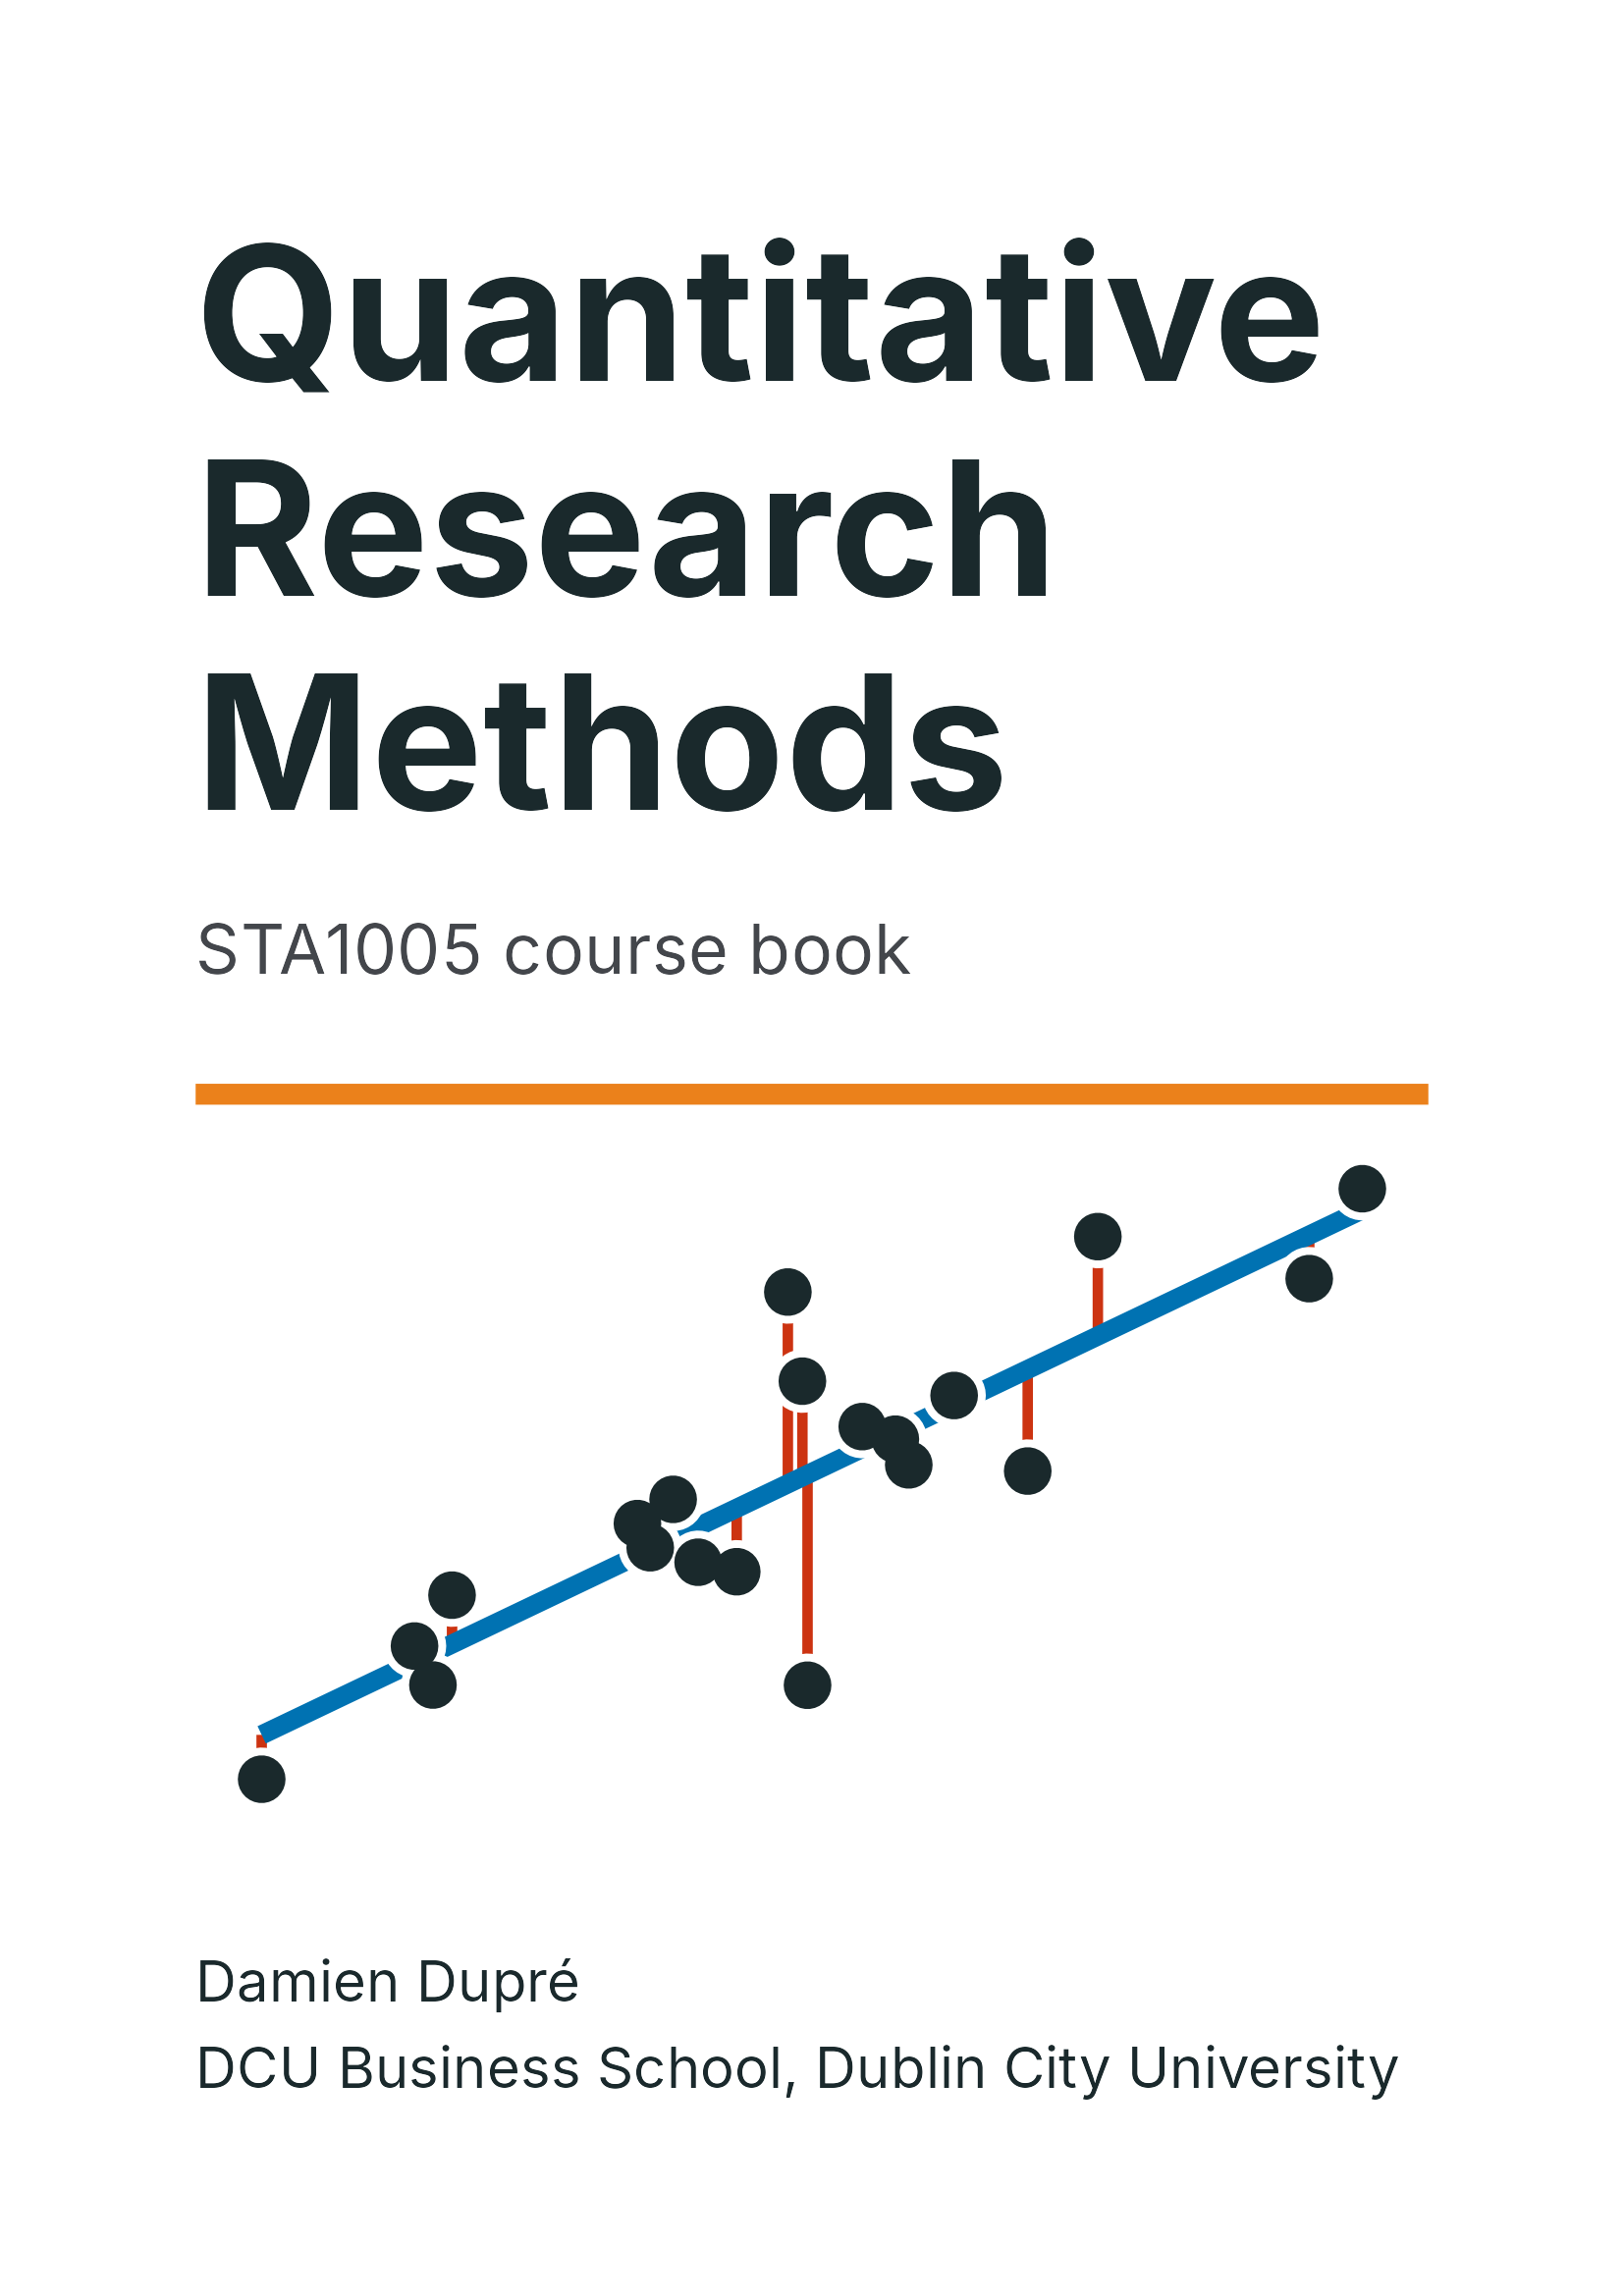 Quantitative
Research
Methods
STA1005 course book
Damien Dupré
DCU Business School, Dublin City University